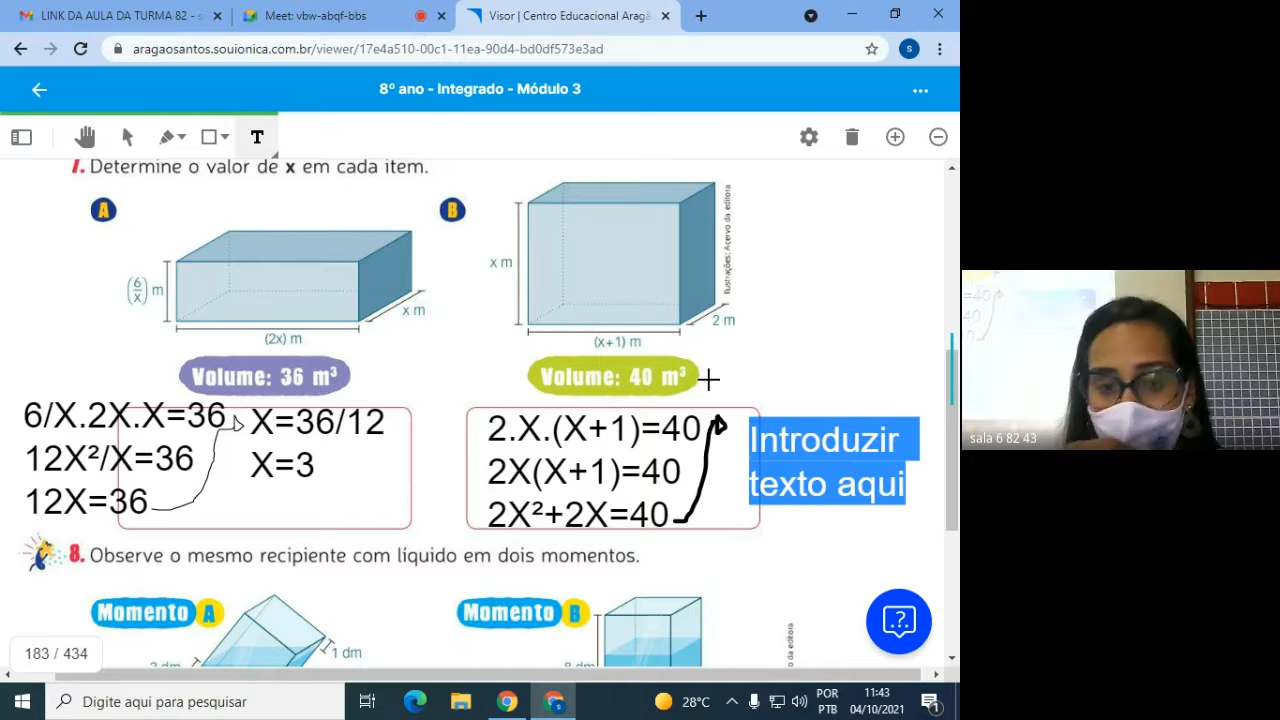 LINK DA AULA DA TURMA 82 - s
Meet: vbw-abqf-bbs
Visor | Centro Educacional Aragã
aragaosantos.souionica.com.br/viewer/17e4a510-00c1-11ea-90d4-bd0df573e3ad
s
8º ano - Integrado - Módulo 3
T
7. Determine o valor de x em cada item.
A
(6/x) m
x m
(2x) m
Volume: 36 m³
B
x m
2 m
(x+1) m
Ilustrações: Acervo da editora
Volume: 40 m³
6/X.2X.X=36
12X²/X=36
12X=36
X=36/12
X=3
2.X.(X+1)=40
2X(X+1)=40
2X²+2X=40
Introduzir
texto aqui
8. Observe o mesmo recipiente com líquido em dois momentos.
Momento A
1 dm
Momento B
da editora
183 / 434
?
sala 6 82 43
Digite aqui para pesquisar
28°C
POR
PTB
11:43
04/10/2021
1